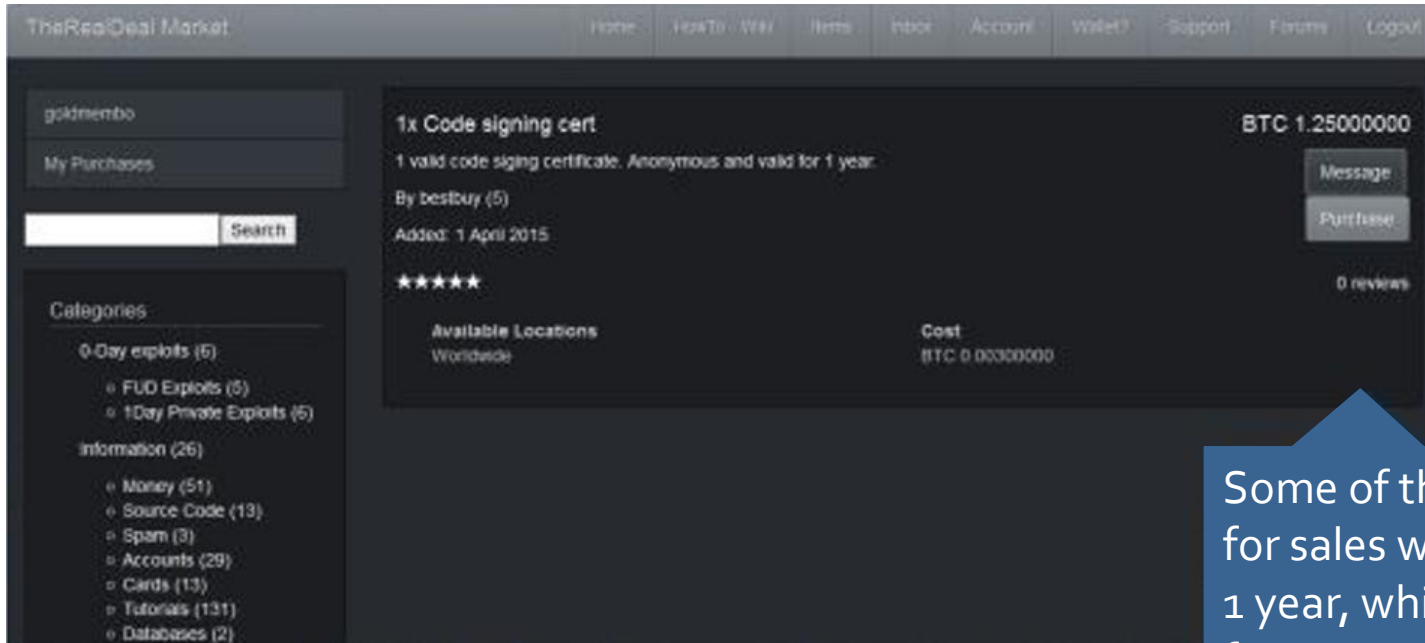 TheRealDeal Market
Home HowTo - Wiki Items Inbox Account Wallet? Support Forums Logout
goldmembo
My Purchases
Search
1x Code signing cert
BTC 1.25000000
1 valid code siging certificate. Anonymous and valid for 1 year.
Message
By bestbuy (5)
Purchase
Added: 1 April 2015
★★★★★
0 reviews
Available Locations
Cost
Worldwide
BTC 0.00300000
Categories
0-Day exploits (6)
FUD Exploits (5)
1Day Private Exploits (6)
Information (26)
Money (51)
Source Code (13)
Spam (3)
Accounts (29)
Cards (13)
Tutorials (131)
Databases (2)
Some of
for sales
1 year,